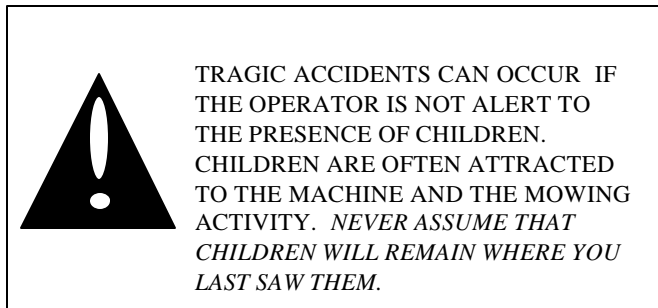 TRAGIC ACCIDENTS CAN OCCUR  IF
THE OPERATOR IS NOT ALERT TO
THE PRESENCE OF CHILDREN.
CHILDREN ARE OFTEN ATTRACTED
TO THE MACHINE AND THE MOWING
ACTIVITY.  NEVER ASSUME THAT
CHILDREN WILL REMAIN WHERE YOU
LAST SAW THEM.